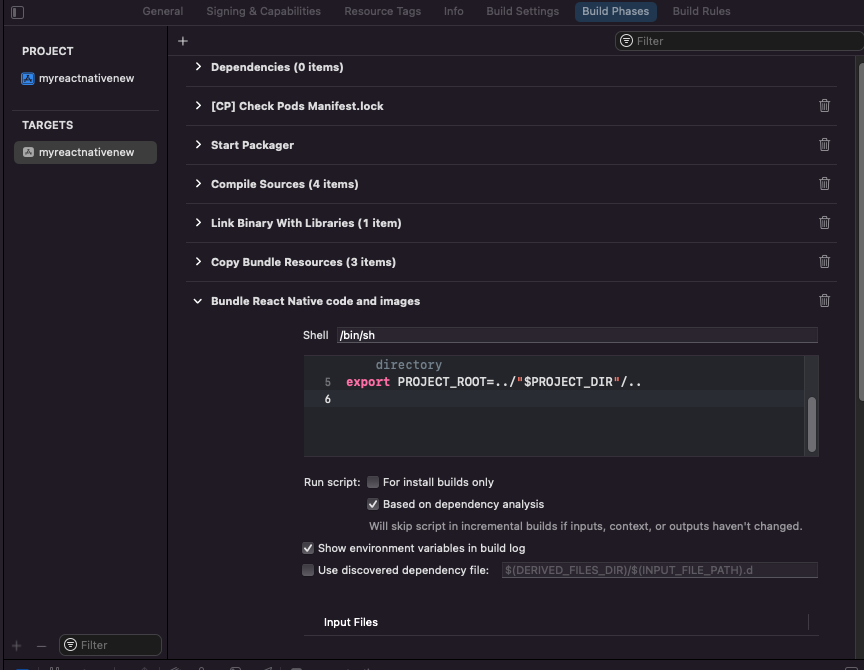 General Signing & Capabilities Resource Tags Info Build Settings Build Phases Build Rules
+ Filter
PROJECT
myreactnativenew
TARGETS
myreactnativenew
Dependencies (0 items)
[CP] Check Pods Manifest.lock
Start Packager
Compile Sources (4 items)
Link Binary With Libraries (1 item)
Copy Bundle Resources (3 items)
Bundle React Native code and images
Shell /bin/sh
directory
5 export PROJECT_ROOT=../"$PROJECT_DIR"/..
6
Run script: For install builds only
Based on dependency analysis
Will skip script in incremental builds if inputs, context, or outputs haven't changed.
Show environment variables in build log
Use discovered dependency file: $(DERIVED_FILES_DIR)/$(INPUT_FILE_PATH).d
Input Files
+ − Filter